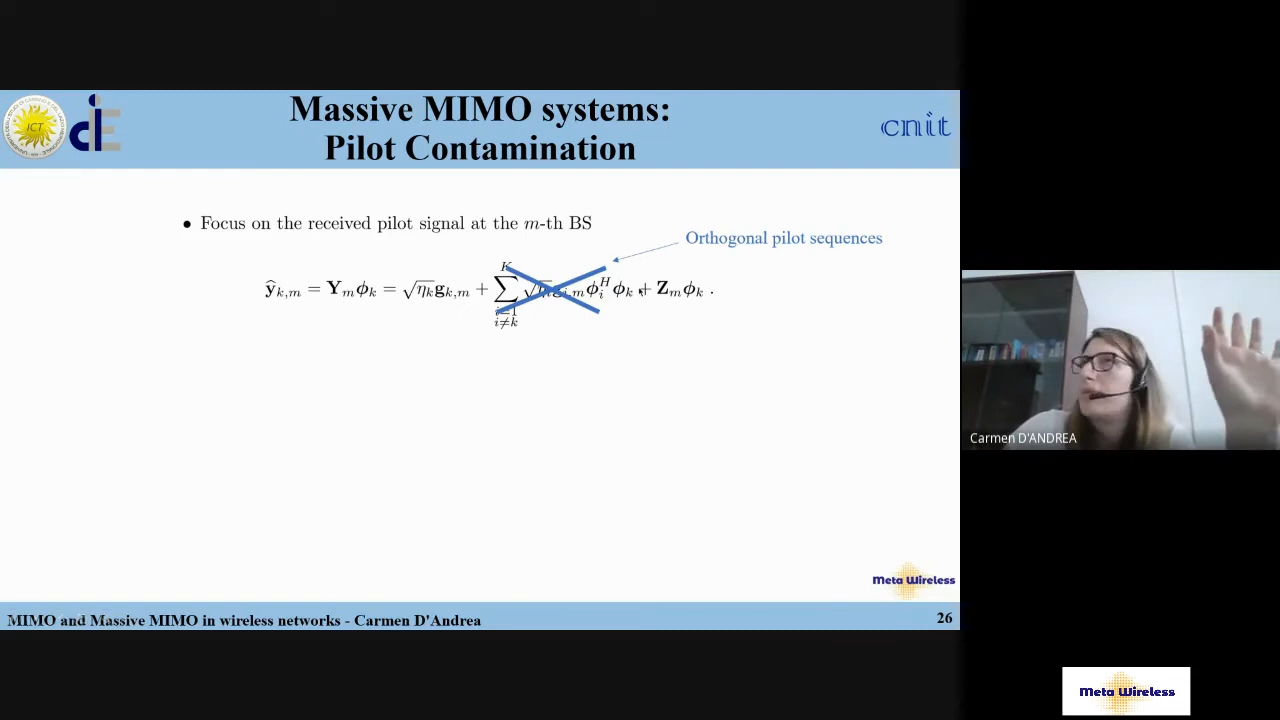 Massive MIMO systems:
Pilot Contamination
ICT
cnit
• Focus on the received pilot signal at the m-th BS
Orthogonal pilot sequences
ŷ_{k,m} = Y_m ϕ_k = √η_k g_{k,m} + ∑_{i=1, i≠k}^{K} √η_i g_{i,m} ϕ_i^H ϕ_k + Z_m ϕ_k .
Carmen D'ANDREA
Meta Wireless
MIMO and Massive MIMO in wireless networks - Carmen D'Andrea
26
Meta Wireless